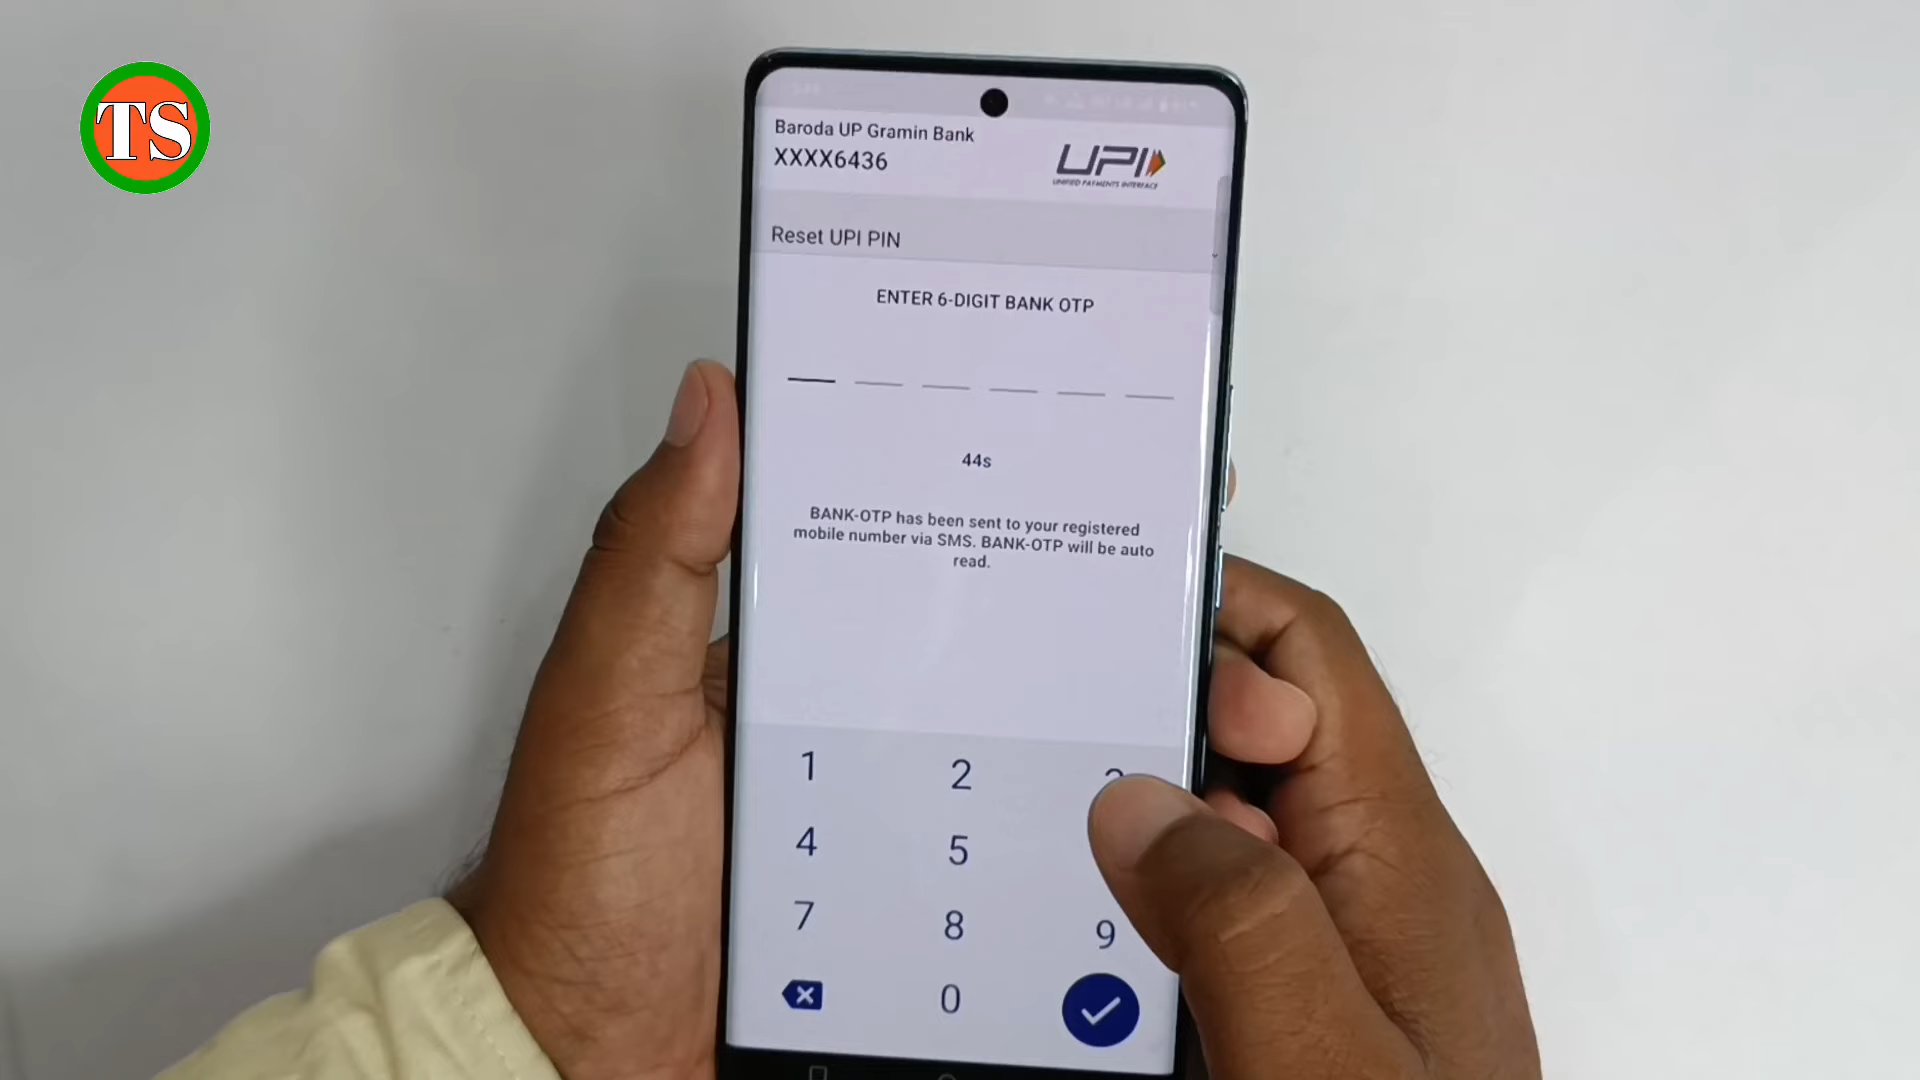 TS
Baroda UP Gramin Bank
XXXX6436
UPI
UNIFIED PAYMENTS INTERFACE
Reset UPI PIN
ENTER 6-DIGIT BANK OTP
44s
BANK-OTP has been sent to your registered
mobile number via SMS. BANK-OTP will be auto
read.
1 2
4 5
7 8 9
0